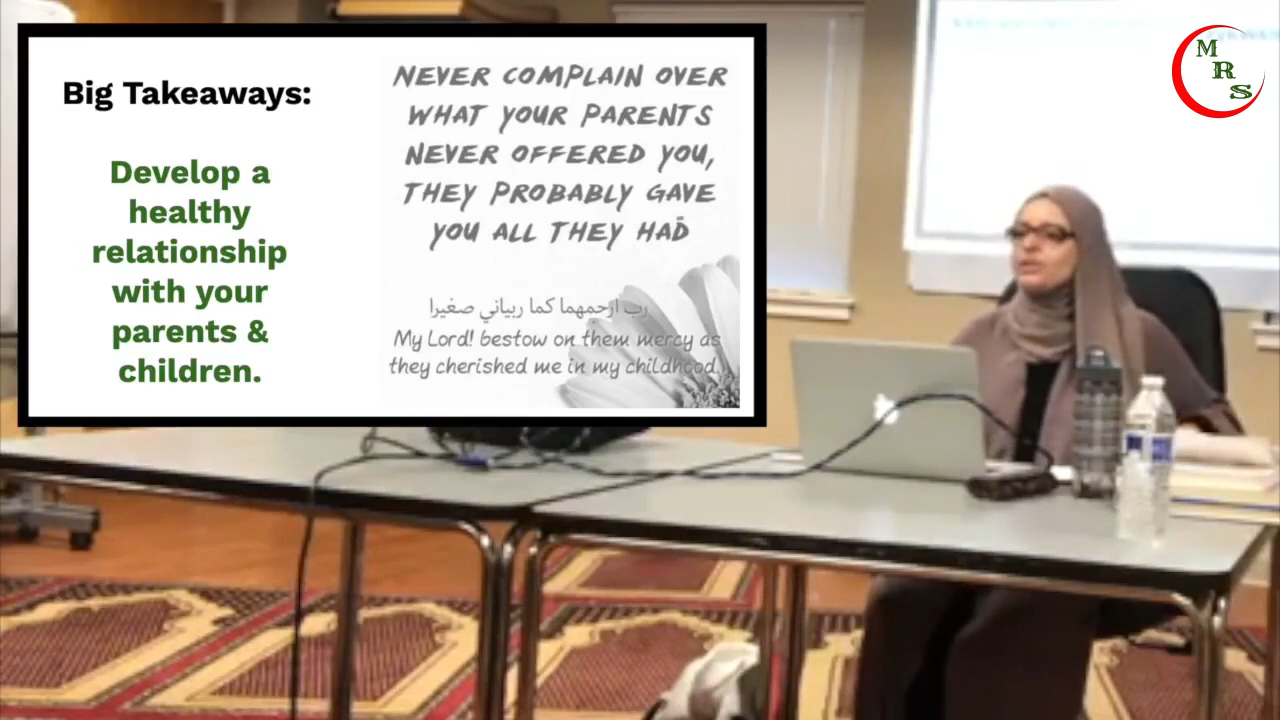 Big Takeaways:
Develop a
healthy
relationship
with your
parents &
children.
NEVER COMPLAIN OVER
WHAT YOUR PARENTS
NEVER OFFERED YOU,
THEY PROBABLY GAVE
YOU ALL THEY HAD
رب ارحمهما كما ربياني صغيرا
My Lord! bestow on them mercy as
they cherished me in my childhood.
M
R
S